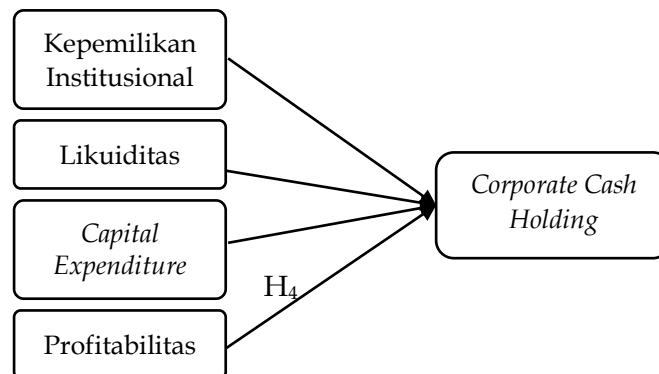 Kepemilikan
Institusional
Likuiditas
Capital
Expenditure
H₄
Profitabilitas
Corporate Cash
Holding